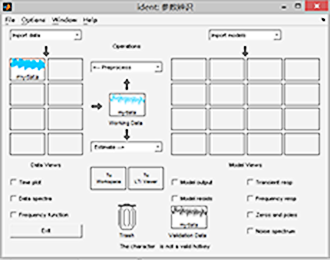 ident: 参数辨识
File Options Window Help
Import data
Import models
Operations
<-- Preprocess
mydata
mydata
Working Data
Estimate -->
Data Views
Model Views
To Workspace
To LTI Viewer
Time plot
Data spectra
Frequency function
Model output
Model resids
Transient resp
Frequency resp
Zeros and poles
Noise spectrum
Exit
Trash
mydata
Validation Data
The character is not a valid hotkey